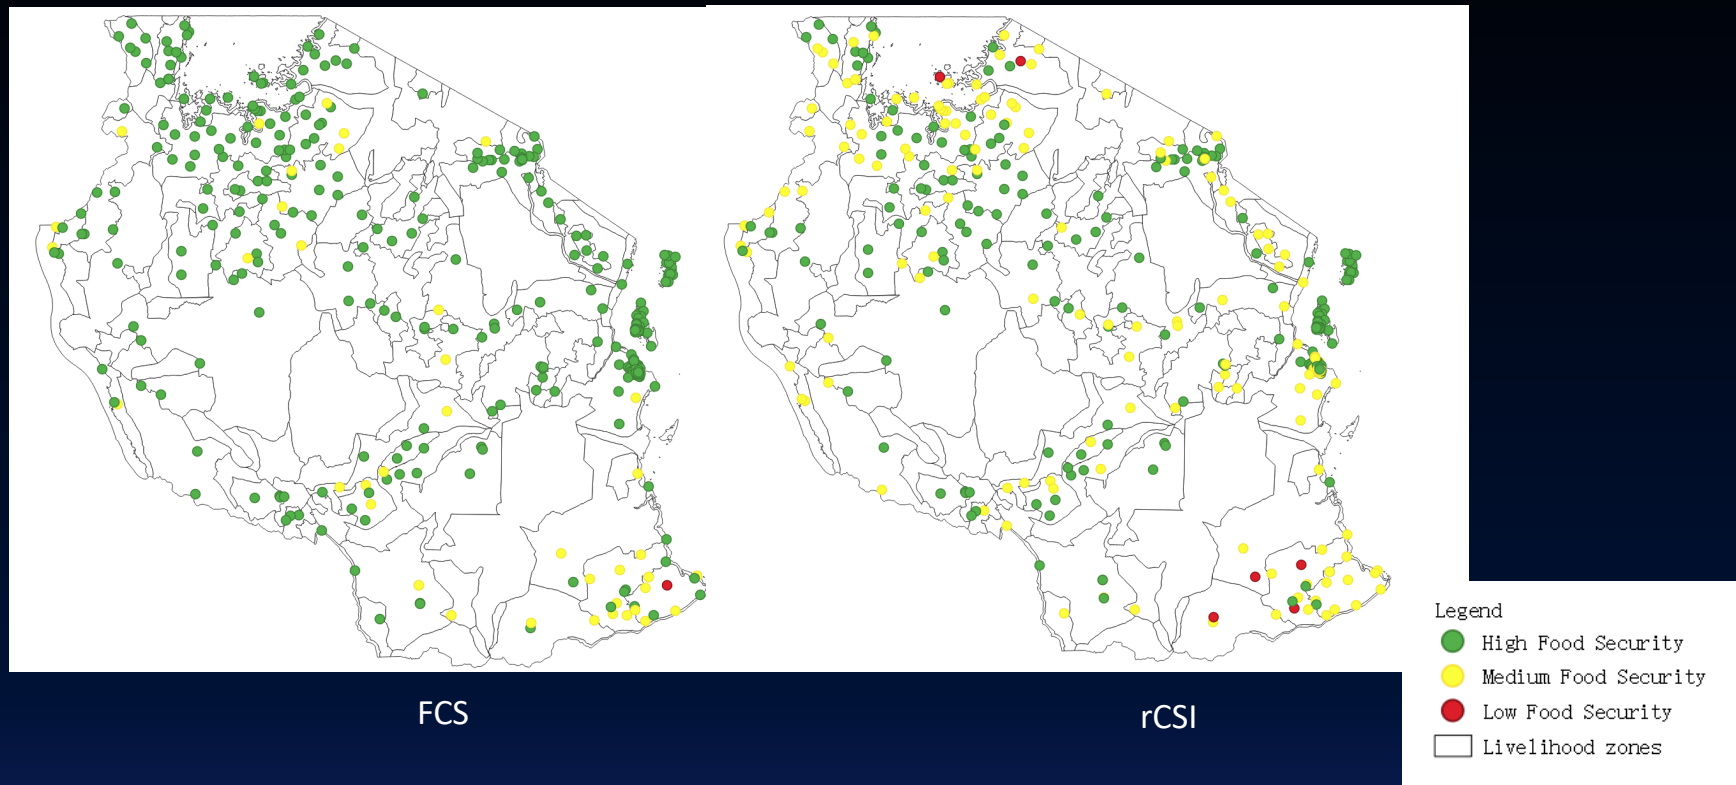 FCS
rCSI
Legend
High Food Security
Medium Food Security
Low Food Security
Livelihood zones